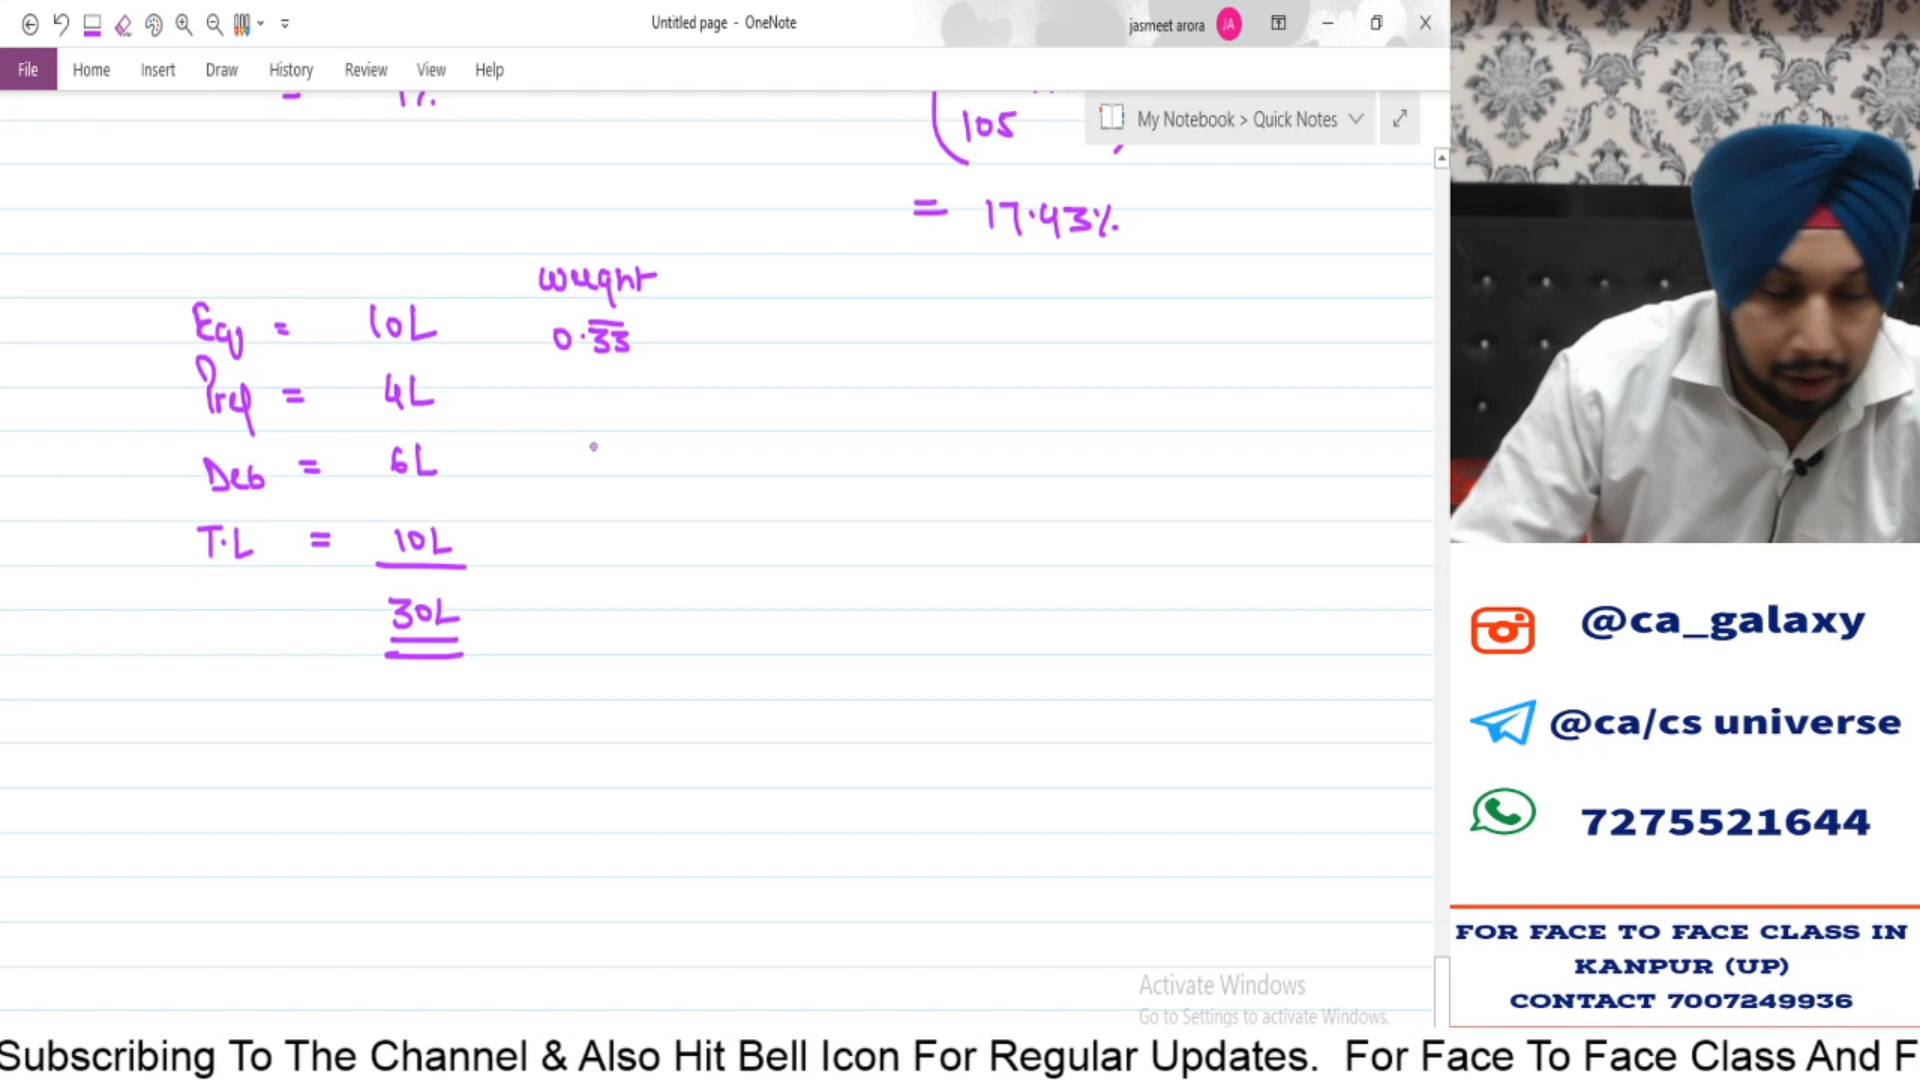 Untitled page - OneNote
jasmeet arora
JA
File Home Insert Draw History Review View Help
My Notebook > Quick Notes
= 1%
105
= 17.43%
Weight
Eqy = 10L 0.33
Pref = 4L
Deb = 6L
T.L = 10L
30L
@ca_galaxy
@ca/cs universe
7275521644
FOR FACE TO FACE CLASS IN
KANPUR (UP)
CONTACT 7007249936
Activate Windows
Go to Settings to activate Windows.
Subscribing To The Channel & Also Hit Bell Icon For Regular Updates. For Face To Face Class And F